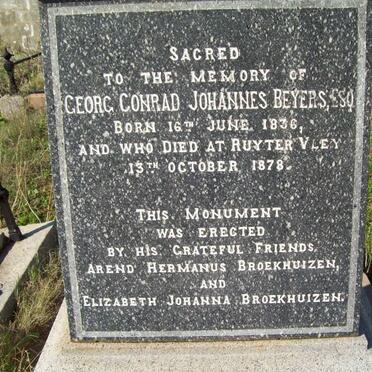 SACRED
TO THE MEMORY OF
GEORG CONRAD JOHANNES BEYERS, ESQ
BORN 16TH JUNE 1836,
AND WHO DIED AT RUYTER VLEY
13TH OCTOBER 1878.
THIS MONUMENT
WAS ERECTED
BY HIS GRATEFUL FRIENDS,
AREND HERMANUS BROEKHUIZEN,
AND
ELIZABETH JOHANNA BROEKHUIZEN.